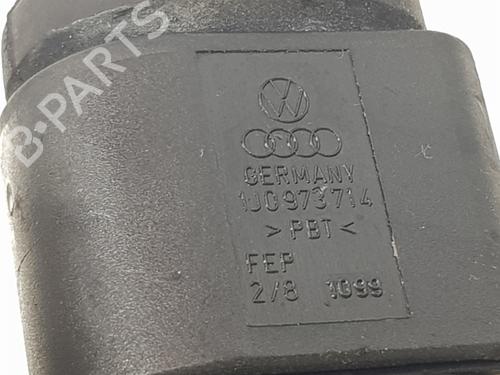 B-PARTS
GERMANY
1J0973714
> PBT <
FEP
2/8 1099